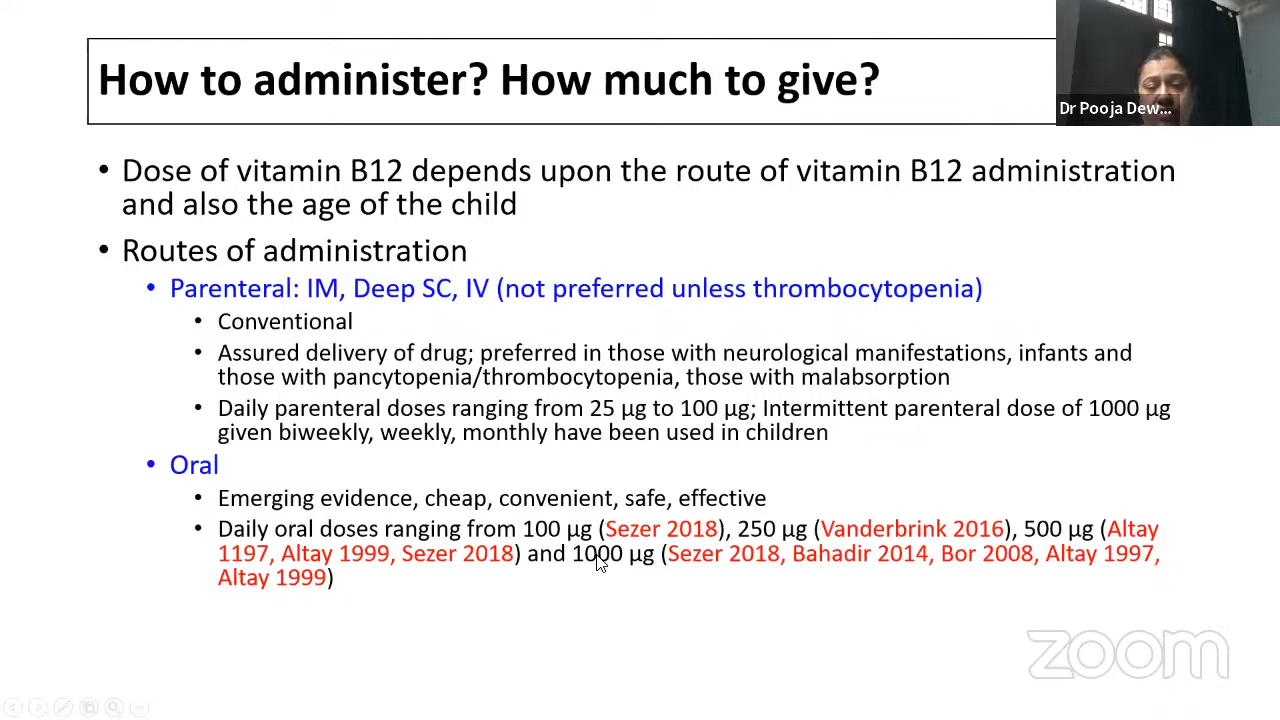 How to administer? How much to give?
Dr Pooja Dew...
• Dose of vitamin B12 depends upon the route of vitamin B12 administration
and also the age of the child
• Routes of administration
• Parenteral: IM, Deep SC, IV (not preferred unless thrombocytopenia)
• Conventional
• Assured delivery of drug; preferred in those with neurological manifestations, infants and
those with pancytopenia/thrombocytopenia, those with malabsorption
• Daily parenteral doses ranging from 25 µg to 100 µg; Intermittent parenteral dose of 1000 µg
given biweekly, weekly, monthly have been used in children
• Oral
• Emerging evidence, cheap, convenient, safe, effective
• Daily oral doses ranging from 100 µg (Sezer 2018), 250 µg (Vanderbrink 2016), 500 µg (Altay
1197, Altay 1999, Sezer 2018) and 1000 µg (Sezer 2018, Bahadir 2014, Bor 2008, Altay 1997,
Altay 1999)
zoom